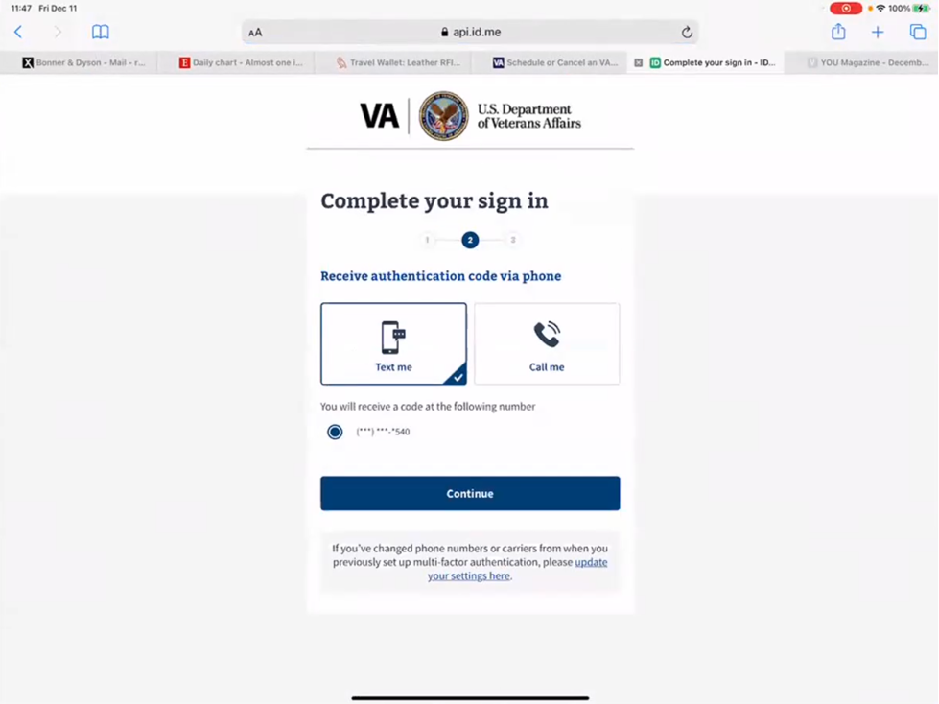 11:47 Fri Dec 11
100%
AA
api.id.me
X Bonner & Dyson - Mail - r...
E Daily chart - Almost one i...
Travel Wallet: Leather RFI...
VA Schedule or Cancel an VA...
ID Complete your sign in - ID...
YOU Magazine - Decemb...
VA
U.S. Department
of Veterans Affairs
Complete your sign in
1 2 3
Receive authentication code via phone
Text me
Call me
You will receive a code at the following number
(***) ***-*540
Continue
If you've changed phone numbers or carriers from when you
previously set up multi-factor authentication, please update
your settings here.